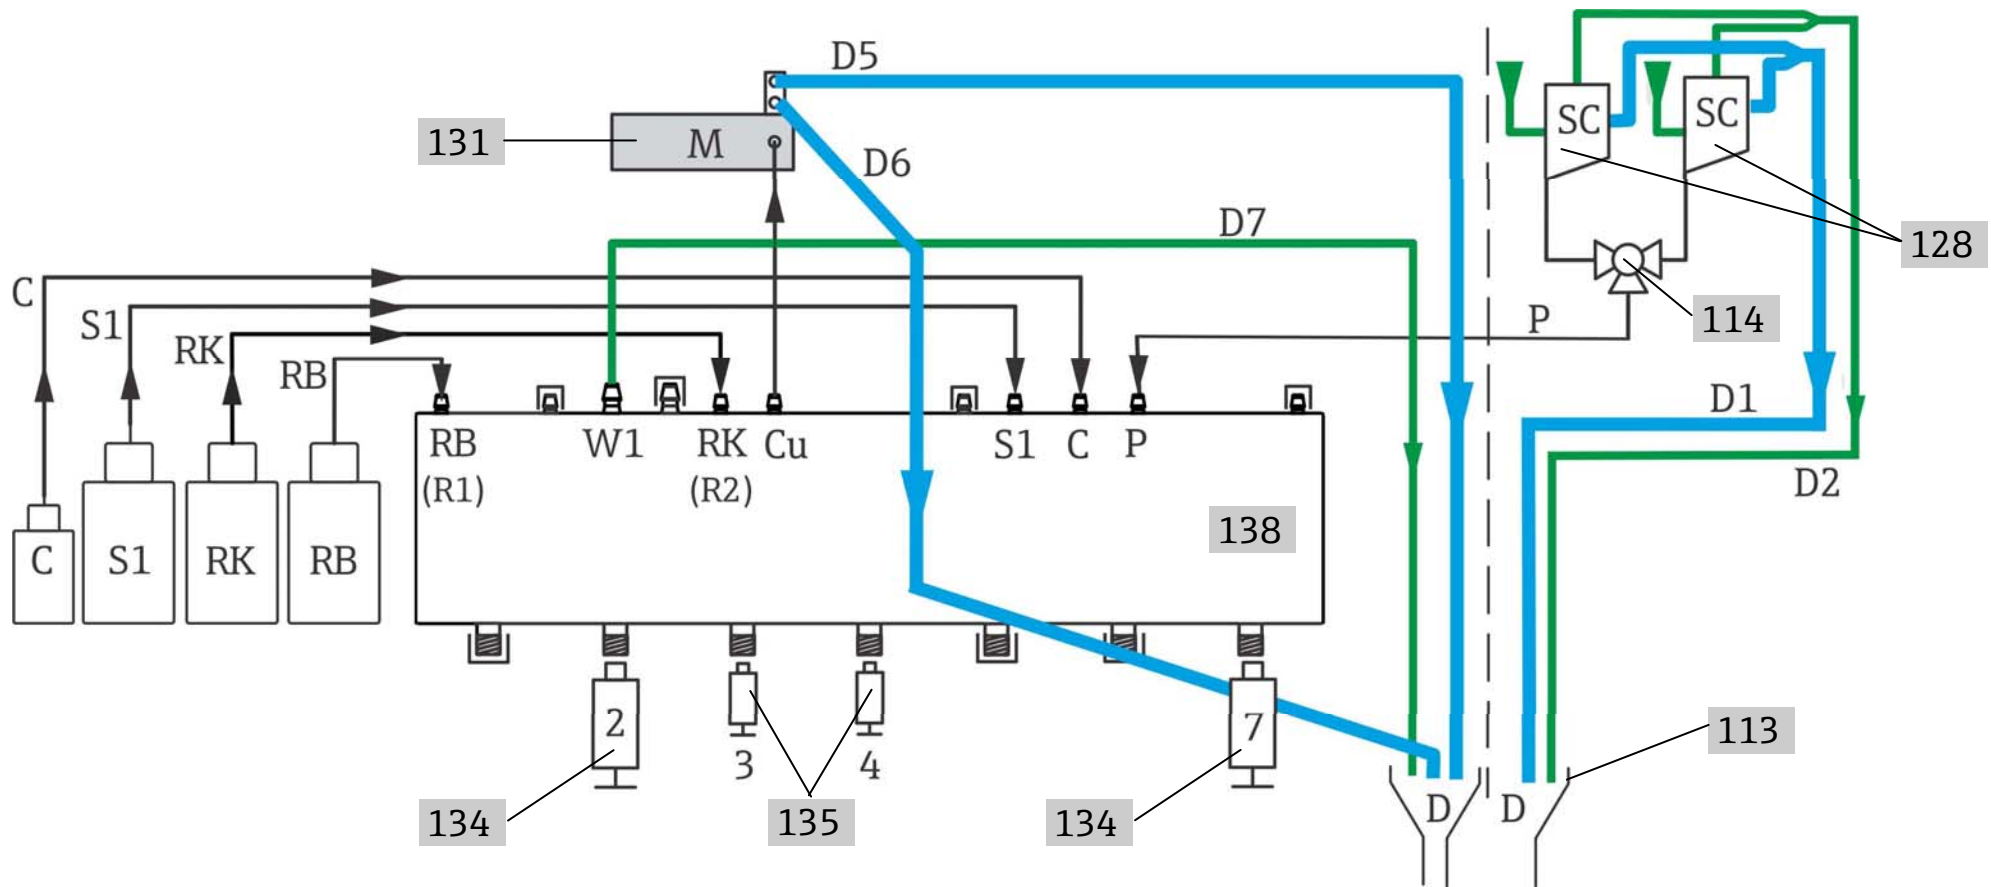 D5
SC
SC
131
M
D6
D7
128
C
S1
RK
RB
P
114
D1
RB
W1
RK
Cu
S1
C
P
(R1)
(R2)
D2
138
C
S1
RK
RB
2
7
113
3
4
134
135
134
D
D